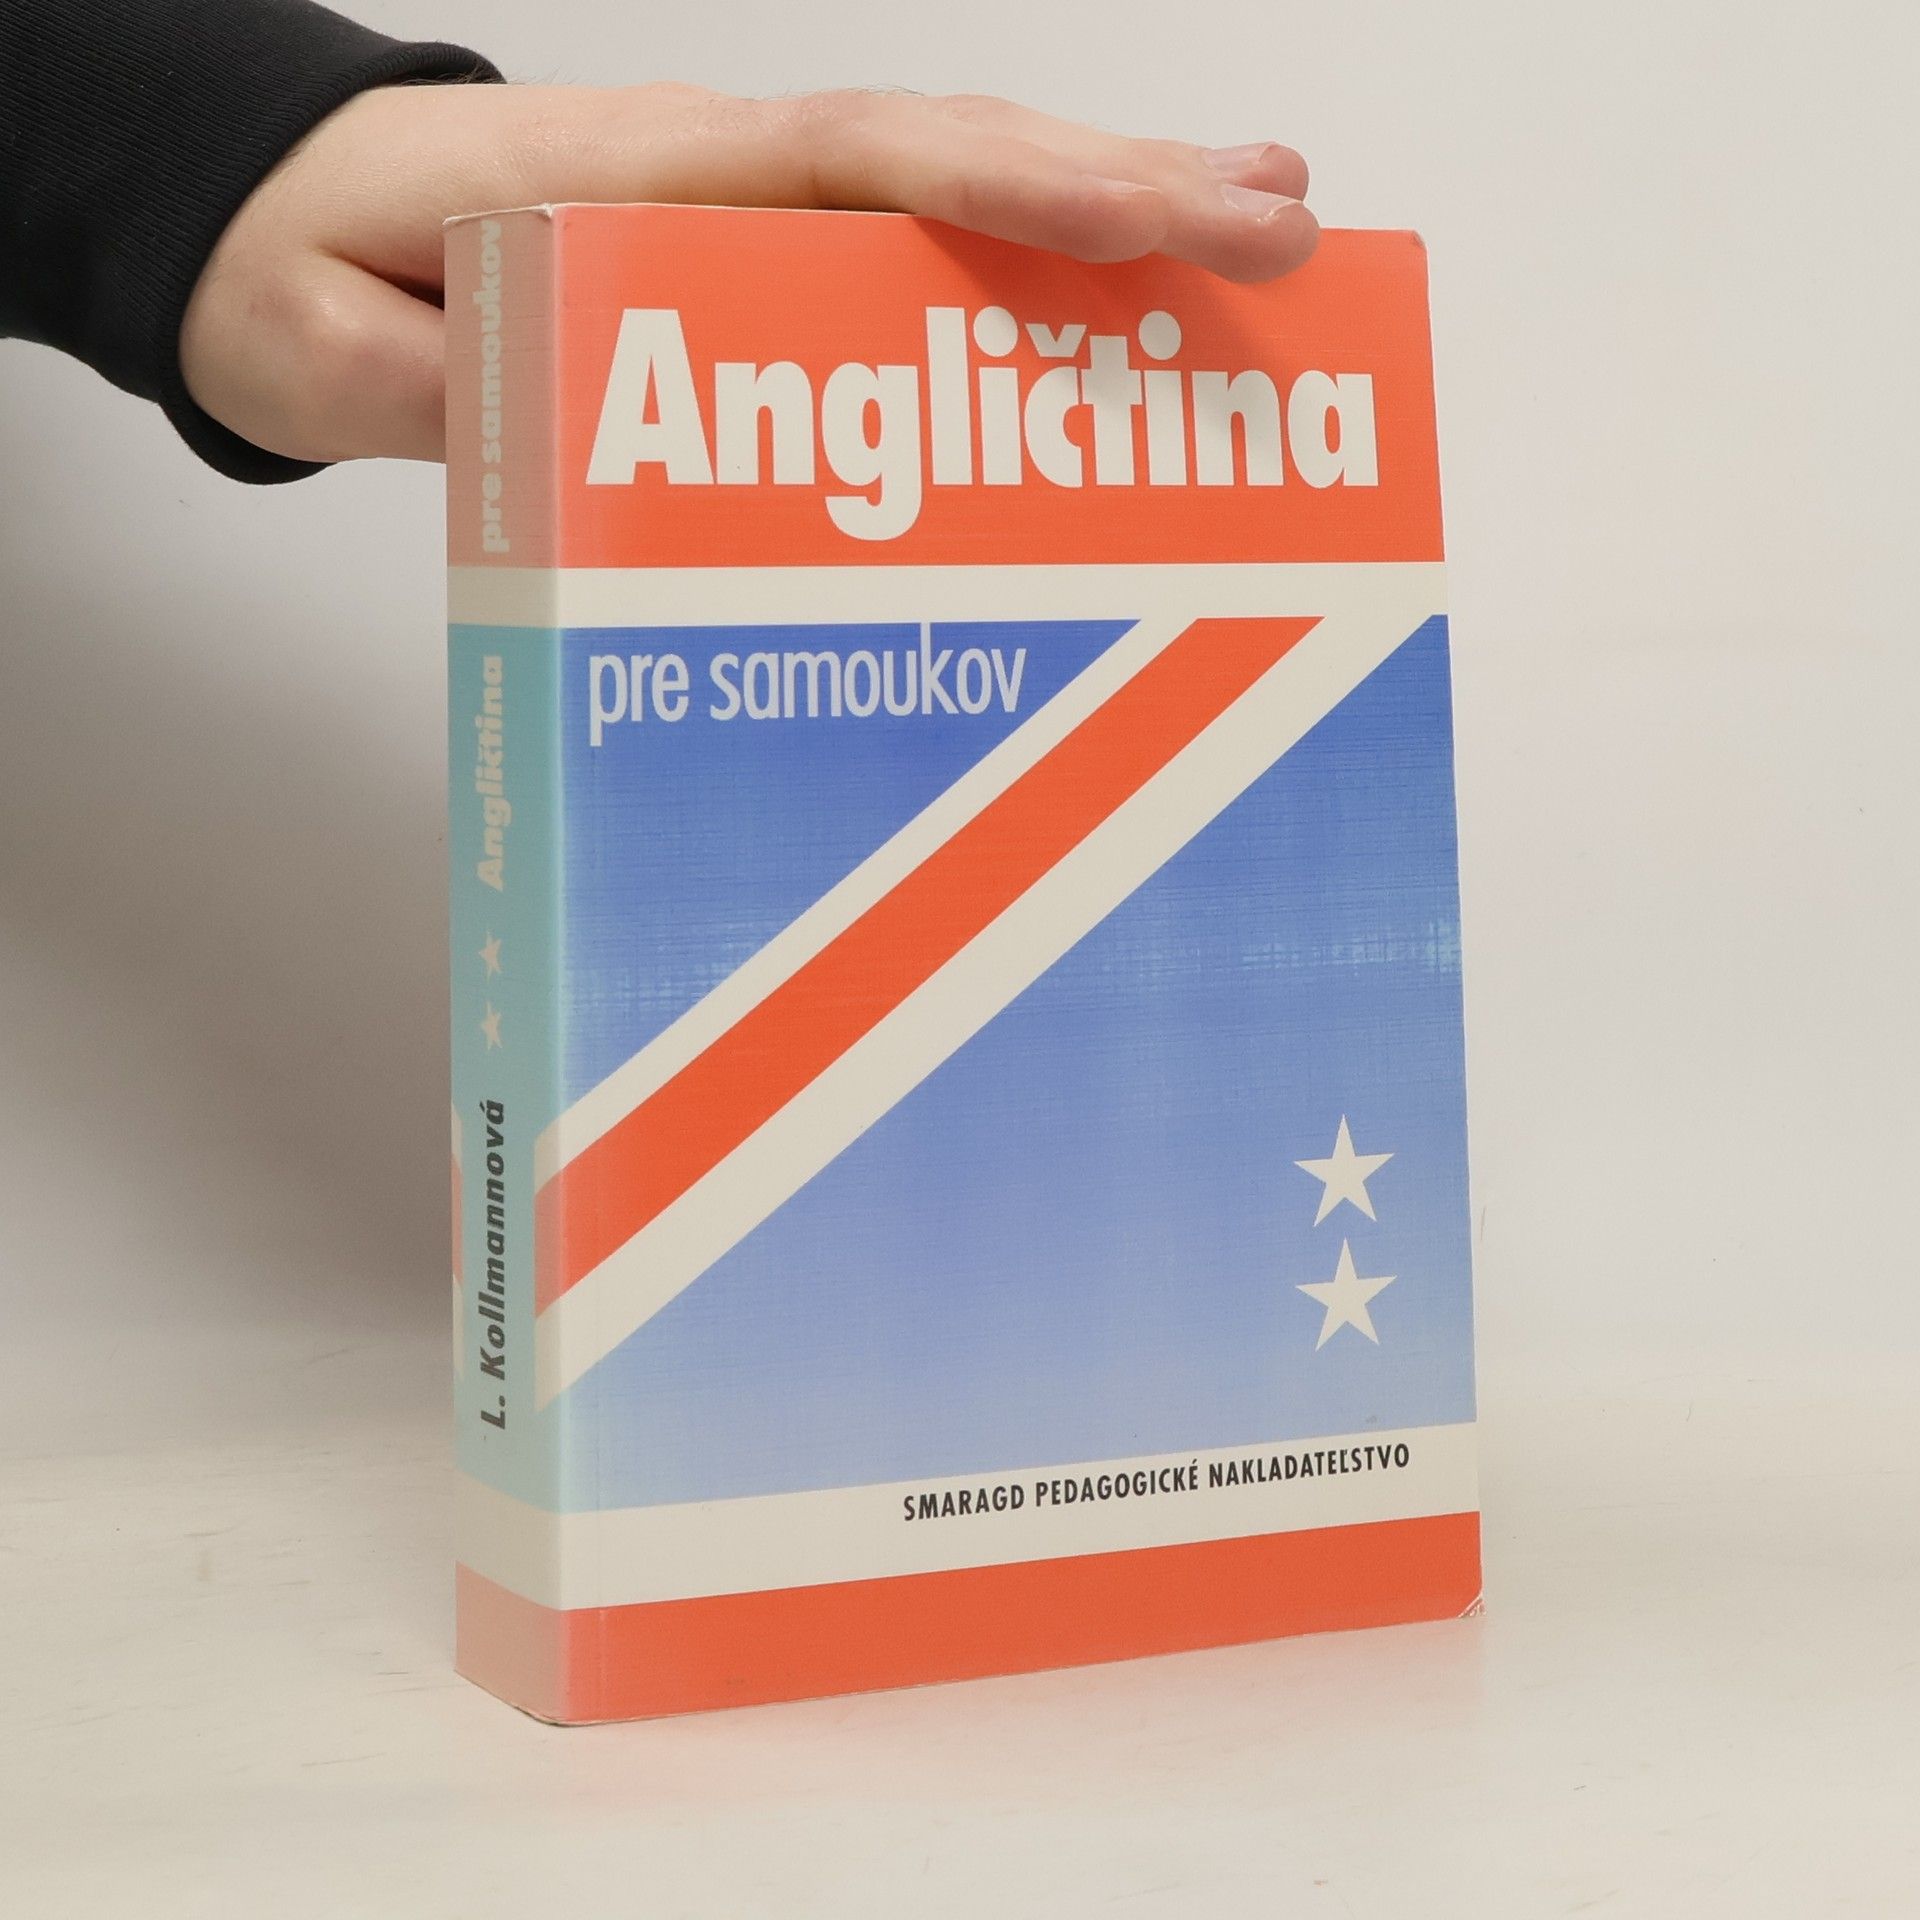 Angličtina
pre samoukov
SMARAGD PEDAGOGICKÉ NAKLADATEĽSTVO
L. Kollmannová ★ ★ Angličtina pre samoukov